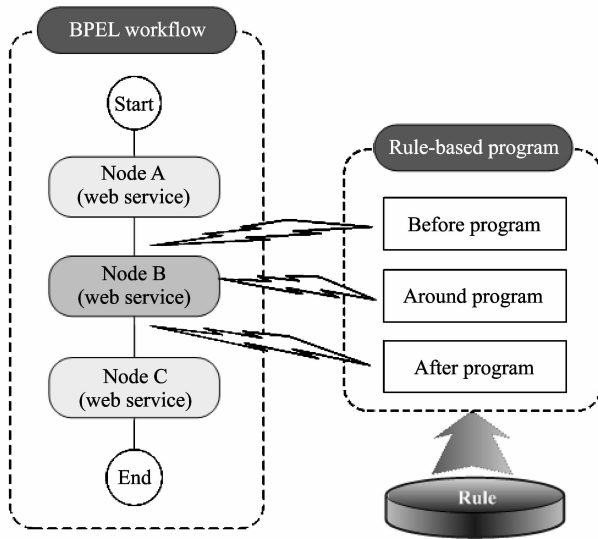 BPEL workflow
Start
Node A
(web service)
Node B
(web service)
Node C
(web service)
End
Rule-based program
Before program
Around program
After program
Rule